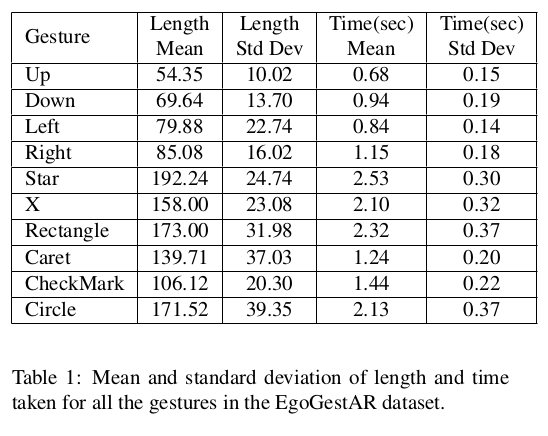 Gesture Length Mean Length Std Dev Time(sec) Mean Time(sec) Std Dev
Up 54.35 10.02 0.68 0.15
Down 69.64 13.70 0.94 0.19
Left 79.88 22.74 0.84 0.14
Right 85.08 16.02 1.15 0.18
Star 192.24 24.74 2.53 0.30
X 158.00 23.08 2.10 0.32
Rectangle 173.00 31.98 2.32 0.37
Caret 139.71 37.03 1.24 0.20
CheckMark 106.12 20.30 1.44 0.22
Circle 171.52 39.35 2.13 0.37
Table 1: Mean and standard deviation of length and time
taken for all the gestures in the EgoGestAR dataset.